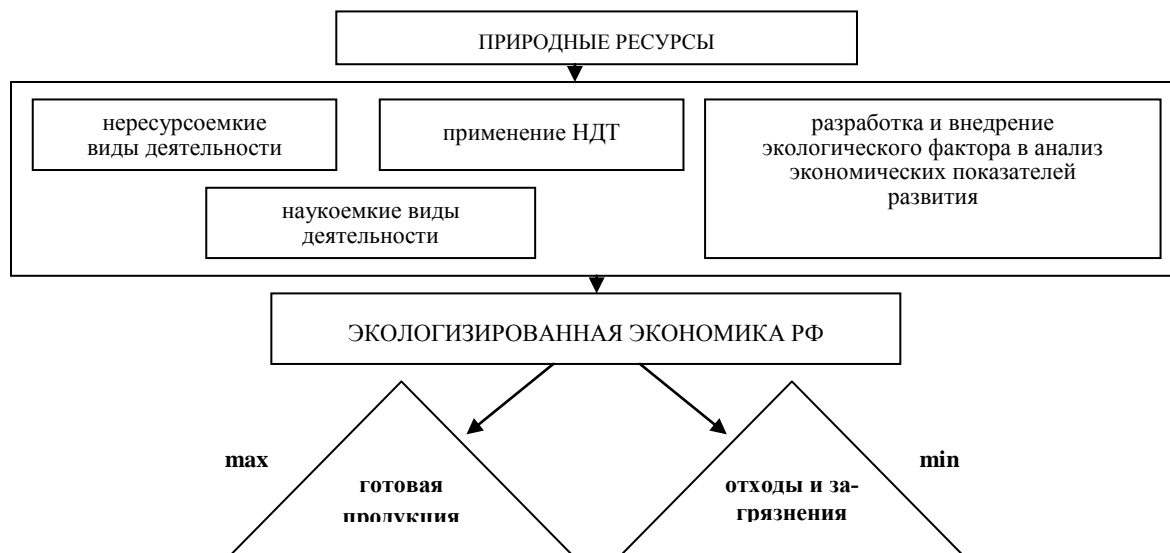 ПРИРОДНЫЕ РЕСУРСЫ
нересурсоемкие
виды деятельности
применение НДТ
разработка и внедрение
экологического фактора в анализ
экономических показателей
развития
наукоемкие виды
деятельности
ЭКОЛОГИЗИРОВАННАЯ ЭКОНОМИКА РФ
max
готовая
продукция
отходы и за-
грязнения
min